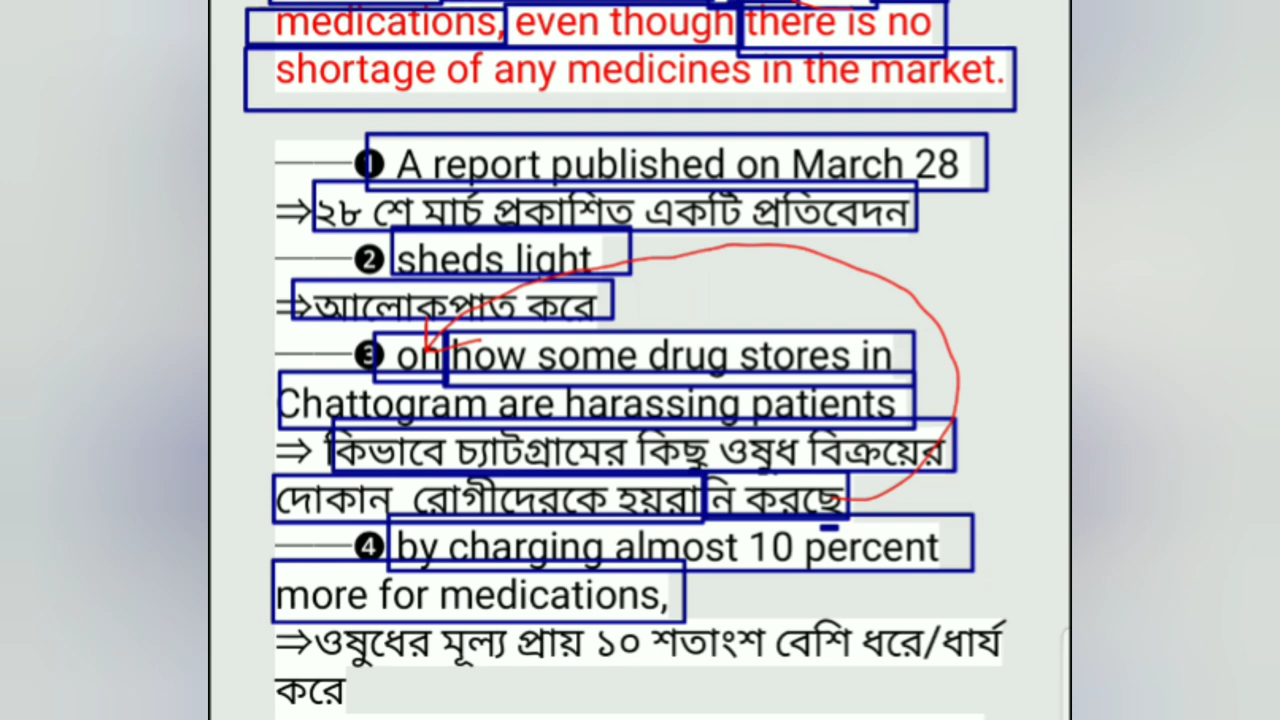 medications, even though there is no
shortage of any medicines in the market.
❶ A report published on March 28
⇒২৮ শে মার্চ প্রকাশিত একটি প্রতিবেদন
❷ sheds light
⇒আলোকপাত করে
❸ on how some drug stores in
Chattogram are harassing patients
⇒ কিভাবে চ্যাটগ্রামের কিছু ওষুধ বিক্রয়ের
দোকান রোগীদেরকে হয়রানি করছে
❹ by charging almost 10 percent
more for medications,
⇒ওষুধের মূল্য প্রায় ১০ শতাংশ বেশি ধরে/ধার্য
করে